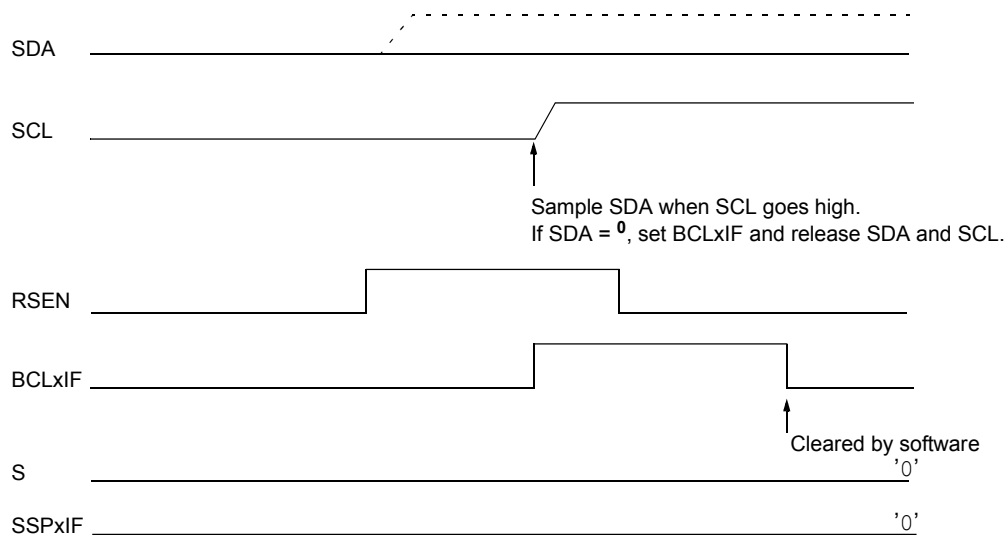 SDA
SCL
Sample SDA when SCL goes high.
If SDA = 0, set BCLxIF and release SDA and SCL.
RSEN
BCLxIF
Cleared by software
S
'0'
SSPxIF
'0'